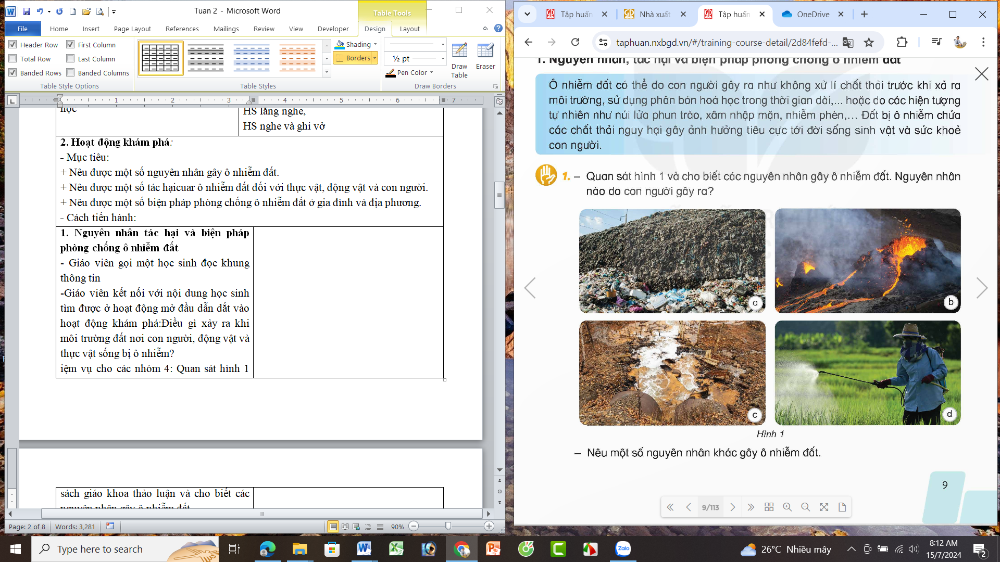 Tuan 2 - Microsoft Word
Table Tools
File
Home
Insert
Page Layout
References
Mailings
Review
View
Developer
Design
Layout
Header Row
First Column
Total Row
Last Column
Banded Rows
Banded Columns
Table Style Options
Table Styles
Shading
Borders
½ pt
Pen Color
Draw Table
Eraser
Draw Borders
1 2 3 4 5 6 7
học
HS lắng nghe,
HS nghe và ghi vở
2. Hoạt động khám phá:
- Mục tiêu:
+ Nêu được một số nguyên nhân gây ô nhiễm đất.
+ Nêu được một số tác hạicuar ô nhiễm đất đối với thực vật, động vật và con người.
+ Nêu được một số biện pháp phòng chống ô nhiễm đất ở gia đình và địa phương.
- Cách tiến hành:
1. Nguyên nhân tác hại và biện pháp
phòng chống ô nhiễm đất
- Giáo viên gọi một học sinh đọc khung
thông tin
-Giáo viên kết nối với nội dung học sinh
tìm được ở hoạt động mở đầu dẫn dắt vào
hoạt động khám phá:Điều gì xảy ra khi
môi trường đất nơi con người, động vật và
thực vật sống bị ô nhiễm?
iệm vụ cho các nhóm 4: Quan sát hình 1
sách giáo khoa thảo luận và cho biết các
nguyên nhân gây ô nhiễm đất
Page: 2 of 8
Words: 3,281
90%
Tập huấn
Nhà xuất
Tập huấn
OneDrive
taphuan.nxbgd.vn/#/training-course-detail/2d84fefd-...
1. Nguyên nhân, tác hại và biện pháp phòng chống ô nhiễm đất
Ô nhiễm đất có thể do con người gây ra như không xử lí chất thải trước khi xả ra
môi trường, sử dụng phân bón hoá học trong thời gian dài,... hoặc do các hiện tượng
tự nhiên như núi lửa phun trào, xâm nhập mặn, nhiễm phèn,... Đất bị ô nhiễm chứa
các chất thải nguy hại gây ảnh hưởng tiêu cực tới đời sống sinh vật và sức khoẻ
con người.
1. – Quan sát hình 1 và cho biết các nguyên nhân gây ô nhiễm đất. Nguyên nhân
nào do con người gây ra?
a
b
c
d
Hình 1
– Nêu một số nguyên nhân khác gây ô nhiễm đất.
9
9/113
Type here to search
26°C Nhiều mây
8:12 AM
15/7/2024
2
Zalo